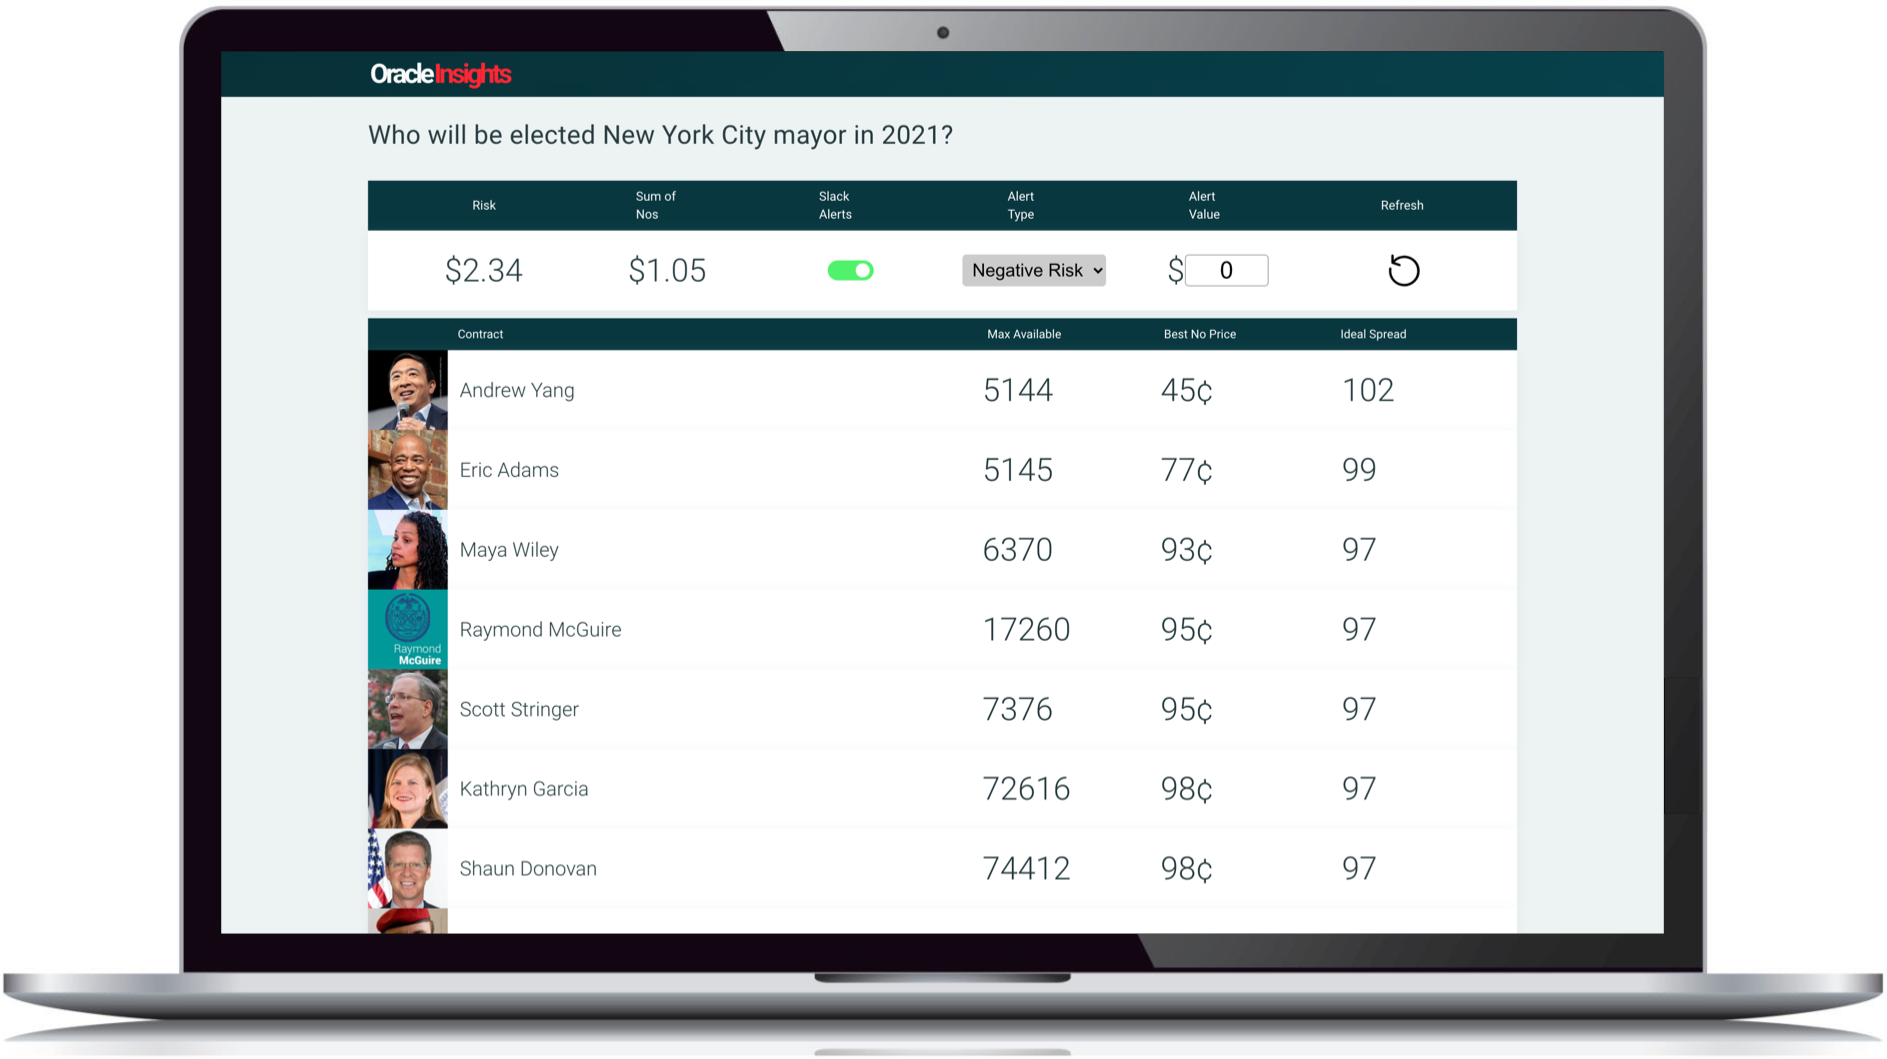 OracleInsights
Who will be elected New York City mayor in 2021?
Risk
Sum of
Nos
Slack
Alerts
Alert
Type
Alert
Value
Refresh
$2.34
$1.05
Negative Risk
$ 0
Contract
Max Available
Best No Price
Ideal Spread
Andrew Yang 5144 45¢ 102
Eric Adams 5145 77¢ 99
Maya Wiley 6370 93¢ 97
Raymond McGuire 17260 95¢ 97
Raymond
McGuire
Scott Stringer 7376 95¢ 97
Kathryn Garcia 72616 98¢ 97
Shaun Donovan 74412 98¢ 97